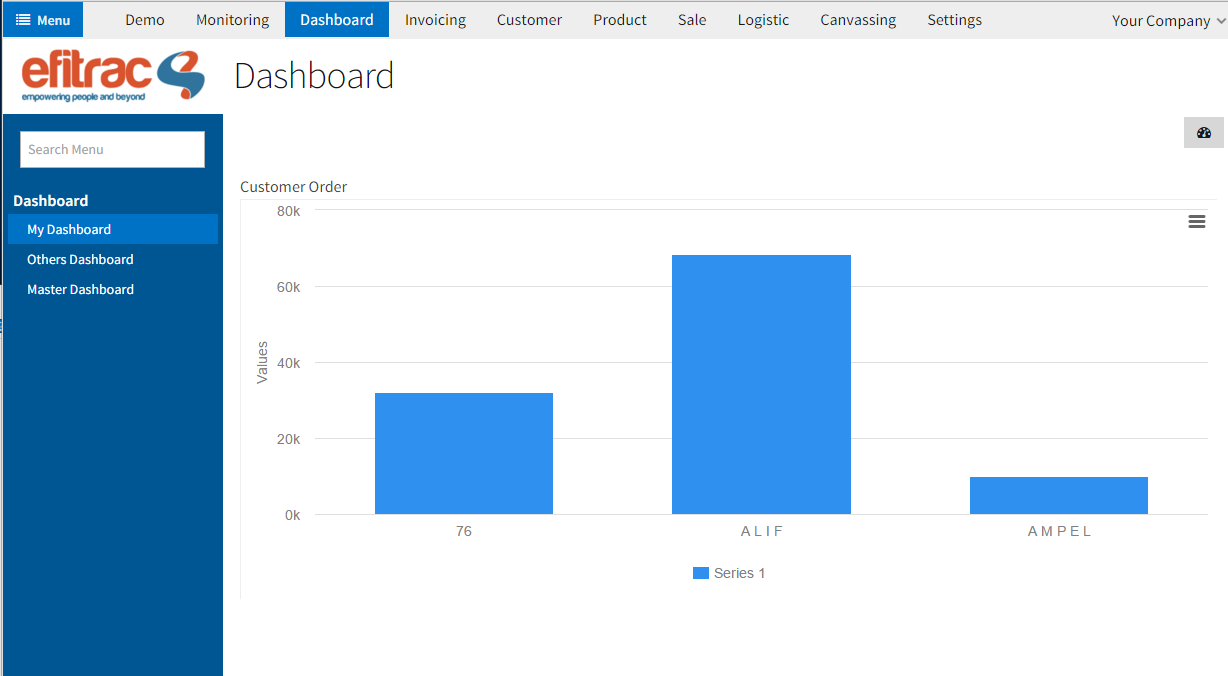 Menu Demo Monitoring Dashboard Invoicing Customer Product Sale Logistic Canvassing Settings Your Company
efitrac
empowering people and beyond
Dashboard
Search Menu
Dashboard
My Dashboard
Others Dashboard
Master Dashboard
Customer Order
80k
60k
40k
20k
0k
Values
76 A L I F A M P E L
Series 1